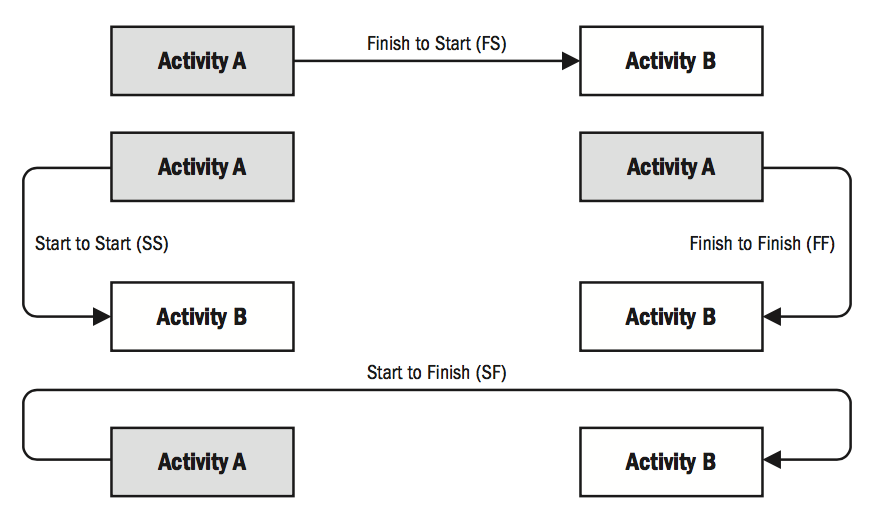 Finish to Start (FS)
Activity A
Activity B
Activity A
Activity A
Start to Start (SS)
Finish to Finish (FF)
Activity B
Activity B
Start to Finish (SF)
Activity A
Activity B